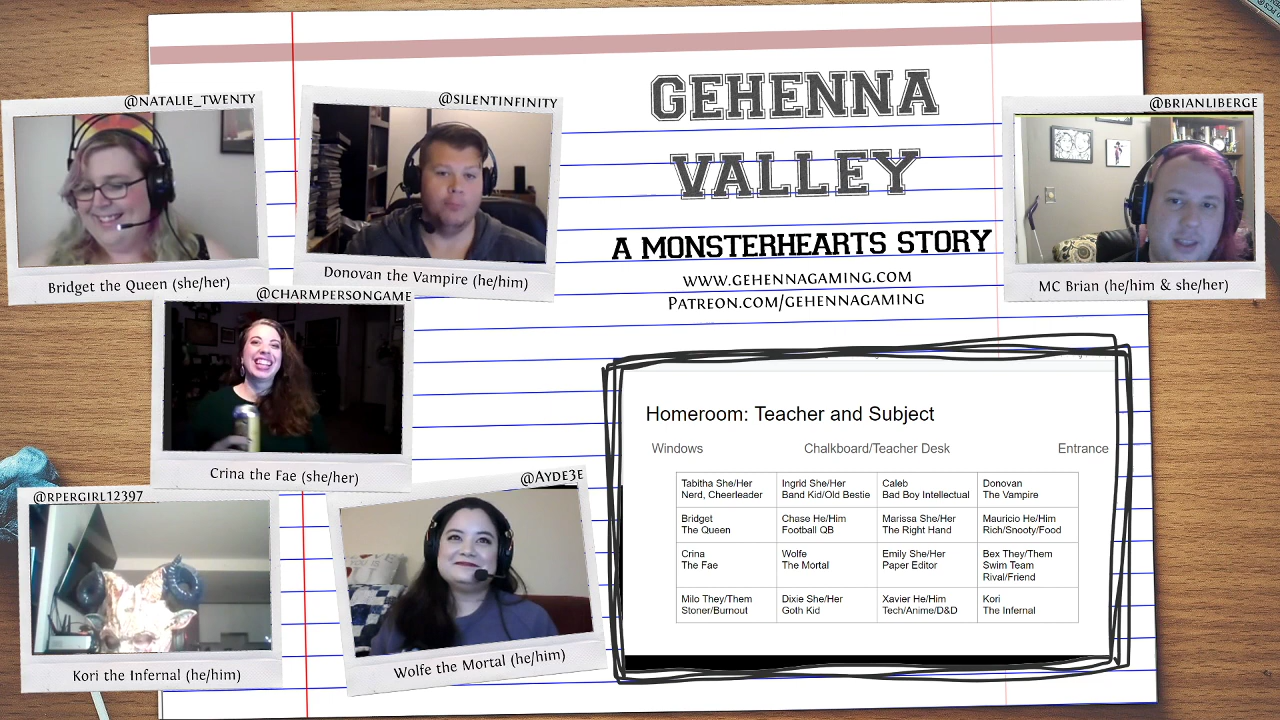 @NATALIE_TWENTY
Bridget the Queen (she/her)
@SILENTINFINITY
Donovan the Vampire (he/him)
@CHARMPERSONGAME
Crina the Fae (she/her)
@RPERGIRL12397
Kori the Infernal (he/him)
@AYDE3E
Wolfe the Mortal (he/him)
GEHENNA
VALLEY
A MONSTERHEARTS STORY
WWW.GEHENNAGAMING.COM
PATREON.COM/GEHENNAGAMING
@BRIANLIBERGE
MC Brian (he/him & she/her)
Homeroom: Teacher and Subject
Windows Chalkboard/Teacher Desk Entrance
Tabitha She/Her
Nerd, Cheerleader
Ingrid She/Her
Band Kid/Old Bestie
Caleb
Bad Boy Intellectual
Donovan
The Vampire
Bridget
The Queen
Chase He/Him
Football QB
Marissa She/Her
The Right Hand
Mauricio He/Him
Rich/Snooty/Food
Crina
The Fae
Wolfe
The Mortal
Emily She/Her
Paper Editor
Bex They/Them
Swim Team
Rival/Friend
Milo They/Them
Stoner/Burnout
Dixie She/Her
Goth Kid
Xavier He/Him
Tech/Anime/D&D
Kori
The Infernal